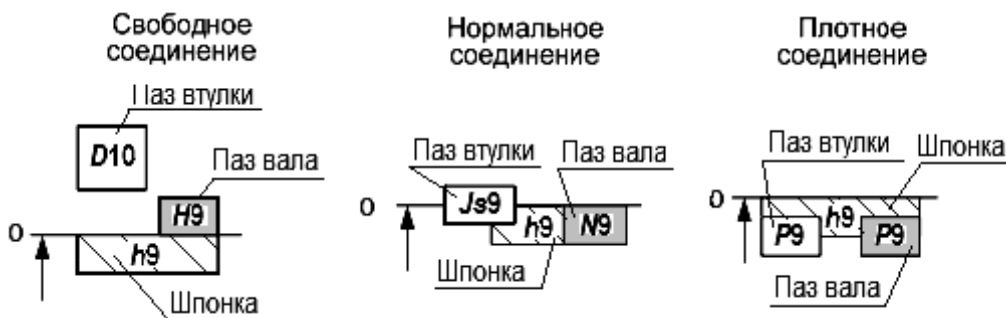 Свободное
соединение
Паз втулки
D10
Паз вала
H9
0
h9
Шпонка
Нормальное
соединение
Паз втулки
Паз вала
0
Js9
h9
N9
Шпонка
Плотное
соединение
Паз втулки
Шпонка
0
h9
P9
P9
Паз вала